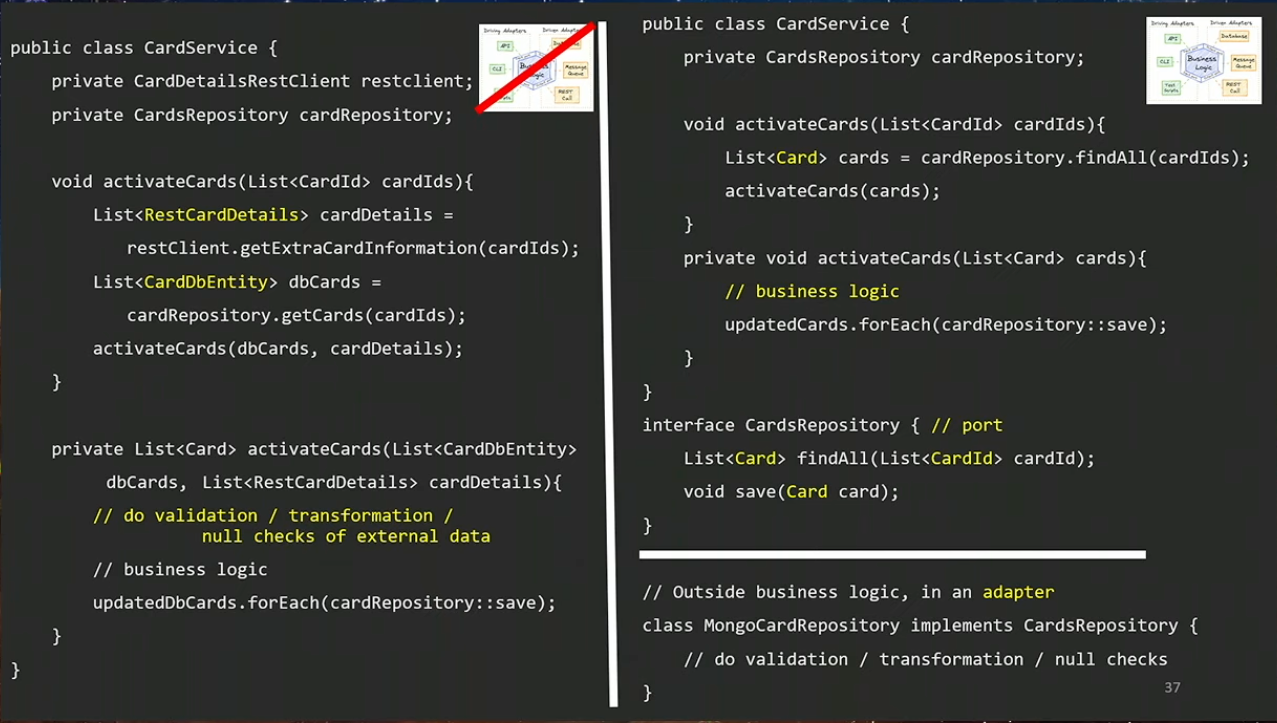 public class CardService {
private CardDetailsRestClient restclient;
private CardsRepository cardRepository;
void activateCards(List<CardId> cardIds){
List<RestCardDetails> cardDetails =
restClient.getExtraCardInformation(cardIds);
List<CardDbEntity> dbCards =
cardRepository.getCards(cardIds);
activateCards(dbCards, cardDetails);
}
private List<Card> activateCards(List<CardDbEntity>
dbCards, List<RestCardDetails> cardDetails){
// do validation / transformation /
null checks of external data
// business logic
updatedDbCards.forEach(cardRepository::save);
}
}
Driving Adapters
Driven Adapters
API
CLI
Message
Queue
REST
Call
public class CardService {
private CardsRepository cardRepository;
void activateCards(List<CardId> cardIds){
List<Card> cards = cardRepository.findAll(cardIds);
activateCards(cards);
}
private void activateCards(List<Card> cards){
// business logic
updatedCards.forEach(cardRepository::save);
}
}
interface CardsRepository { // port
List<Card> findAll(List<CardId> cardId);
void save(Card card);
}
Driving Adapters
Driven Adapters
API
Database
CLI
Business
Logic
Message
Queue
Test
REST
Call
// Outside business logic, in an adapter
class MongoCardRepository implements CardsRepository {
// do validation / transformation / null checks
}
37